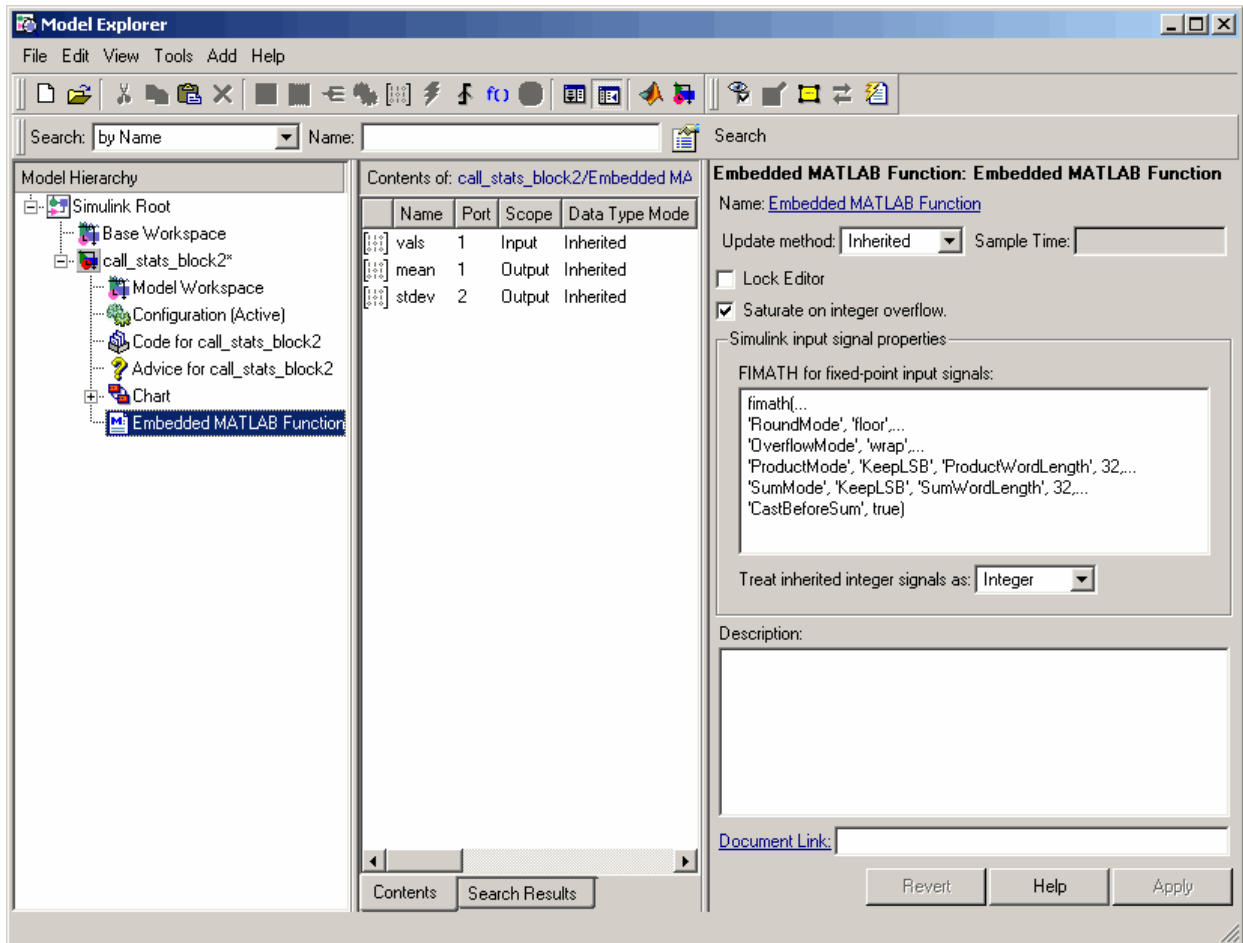 Model Explorer
File Edit View Tools Add Help
f()
Search: by Name Name: Search
Model Hierarchy
Simulink Root
Base Workspace
call_stats_block2*
Model Workspace
Configuration (Active)
Code for call_stats_block2
Advice for call_stats_block2
Chart
Embedded MATLAB Function
Contents of: call_stats_block2/Embedded MA
Name Port Scope Data Type Mode
vals 1 Input Inherited
mean 1 Output Inherited
stdev 2 Output Inherited
Contents Search Results
Embedded MATLAB Function: Embedded MATLAB Function
Name: Embedded MATLAB Function
Update method: Inherited Sample Time:
Lock Editor
Saturate on integer overflow.
Simulink input signal properties
FIMATH for fixed-point input signals:
fimath(...
'RoundMode', 'floor',...
'OverflowMode', 'wrap',...
'ProductMode', 'KeepLSB', 'ProductWordLength', 32,...
'SumMode', 'KeepLSB', 'SumWordLength', 32,...
'CastBeforeSum', true)
Treat inherited integer signals as: Integer
Description:
Document Link:
Revert Help Apply